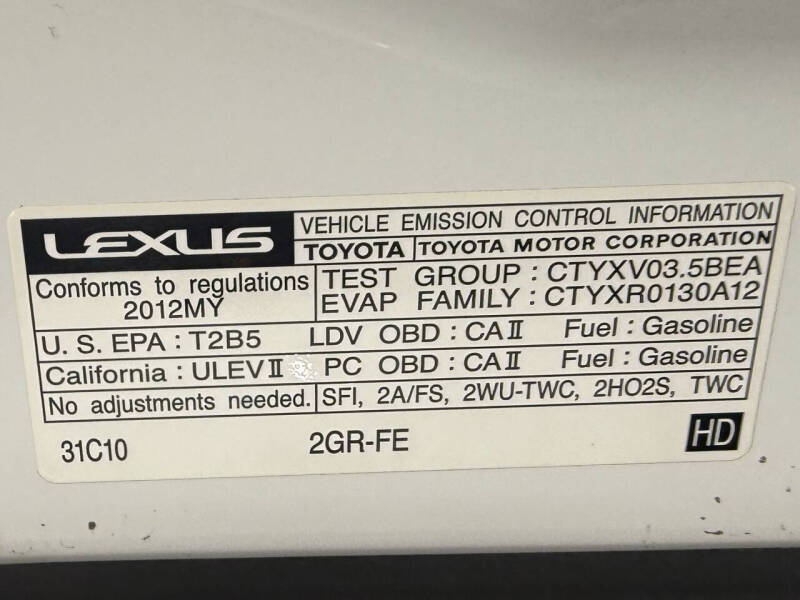 LEXUS
VEHICLE EMISSION CONTROL INFORMATION
TOYOTA TOYOTA MOTOR CORPORATION
Conforms to regulations
2012MY
TEST GROUP : CTYXV03.5BEA
EVAP FAMILY : CTYXR0130A12
U. S. EPA : T2B5 LDV OBD : CAII Fuel : Gasoline
California : ULEVII PC OBD : CAII Fuel : Gasoline
No adjustments needed. SFI, 2A/FS, 2WU-TWC, 2HO2S, TWC
31C10 2GR-FE HD